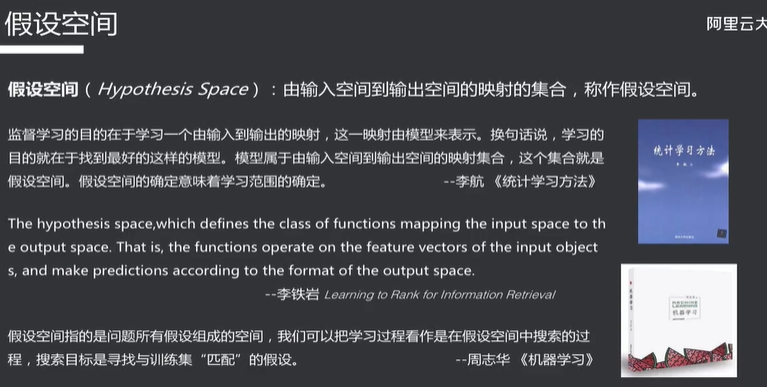 假设空间
阿里云大
假设空间（Hypothesis Space）：由输入空间到输出空间的映射的集合，称作假设空间。
监督学习的目的在于学习一个由输入到输出的映射，这一映射由模型来表示。换句话说，学习的
目的就在于找到最好的这样的模型。模型属于由输入空间到输出空间的映射集合，这个集合就是
假设空间。假设空间的确定意味着学习范围的确定。 --李航 《统计学习方法》
统计学习方法
The hypothesis space,which defines the class of functions mapping the input space to th
e output space. That is, the functions operate on the feature vectors of the input object
s, and make predictions according to the format of the output space.
--李铁岩 Learning to Rank for Information Retrieval
机器学习
假设空间指的是问题所有假设组成的空间，我们可以把学习过程看作是在假设空间中搜索的过
程，搜索目标是寻找与训练集“匹配”的假设。 --周志华 《机器学习》